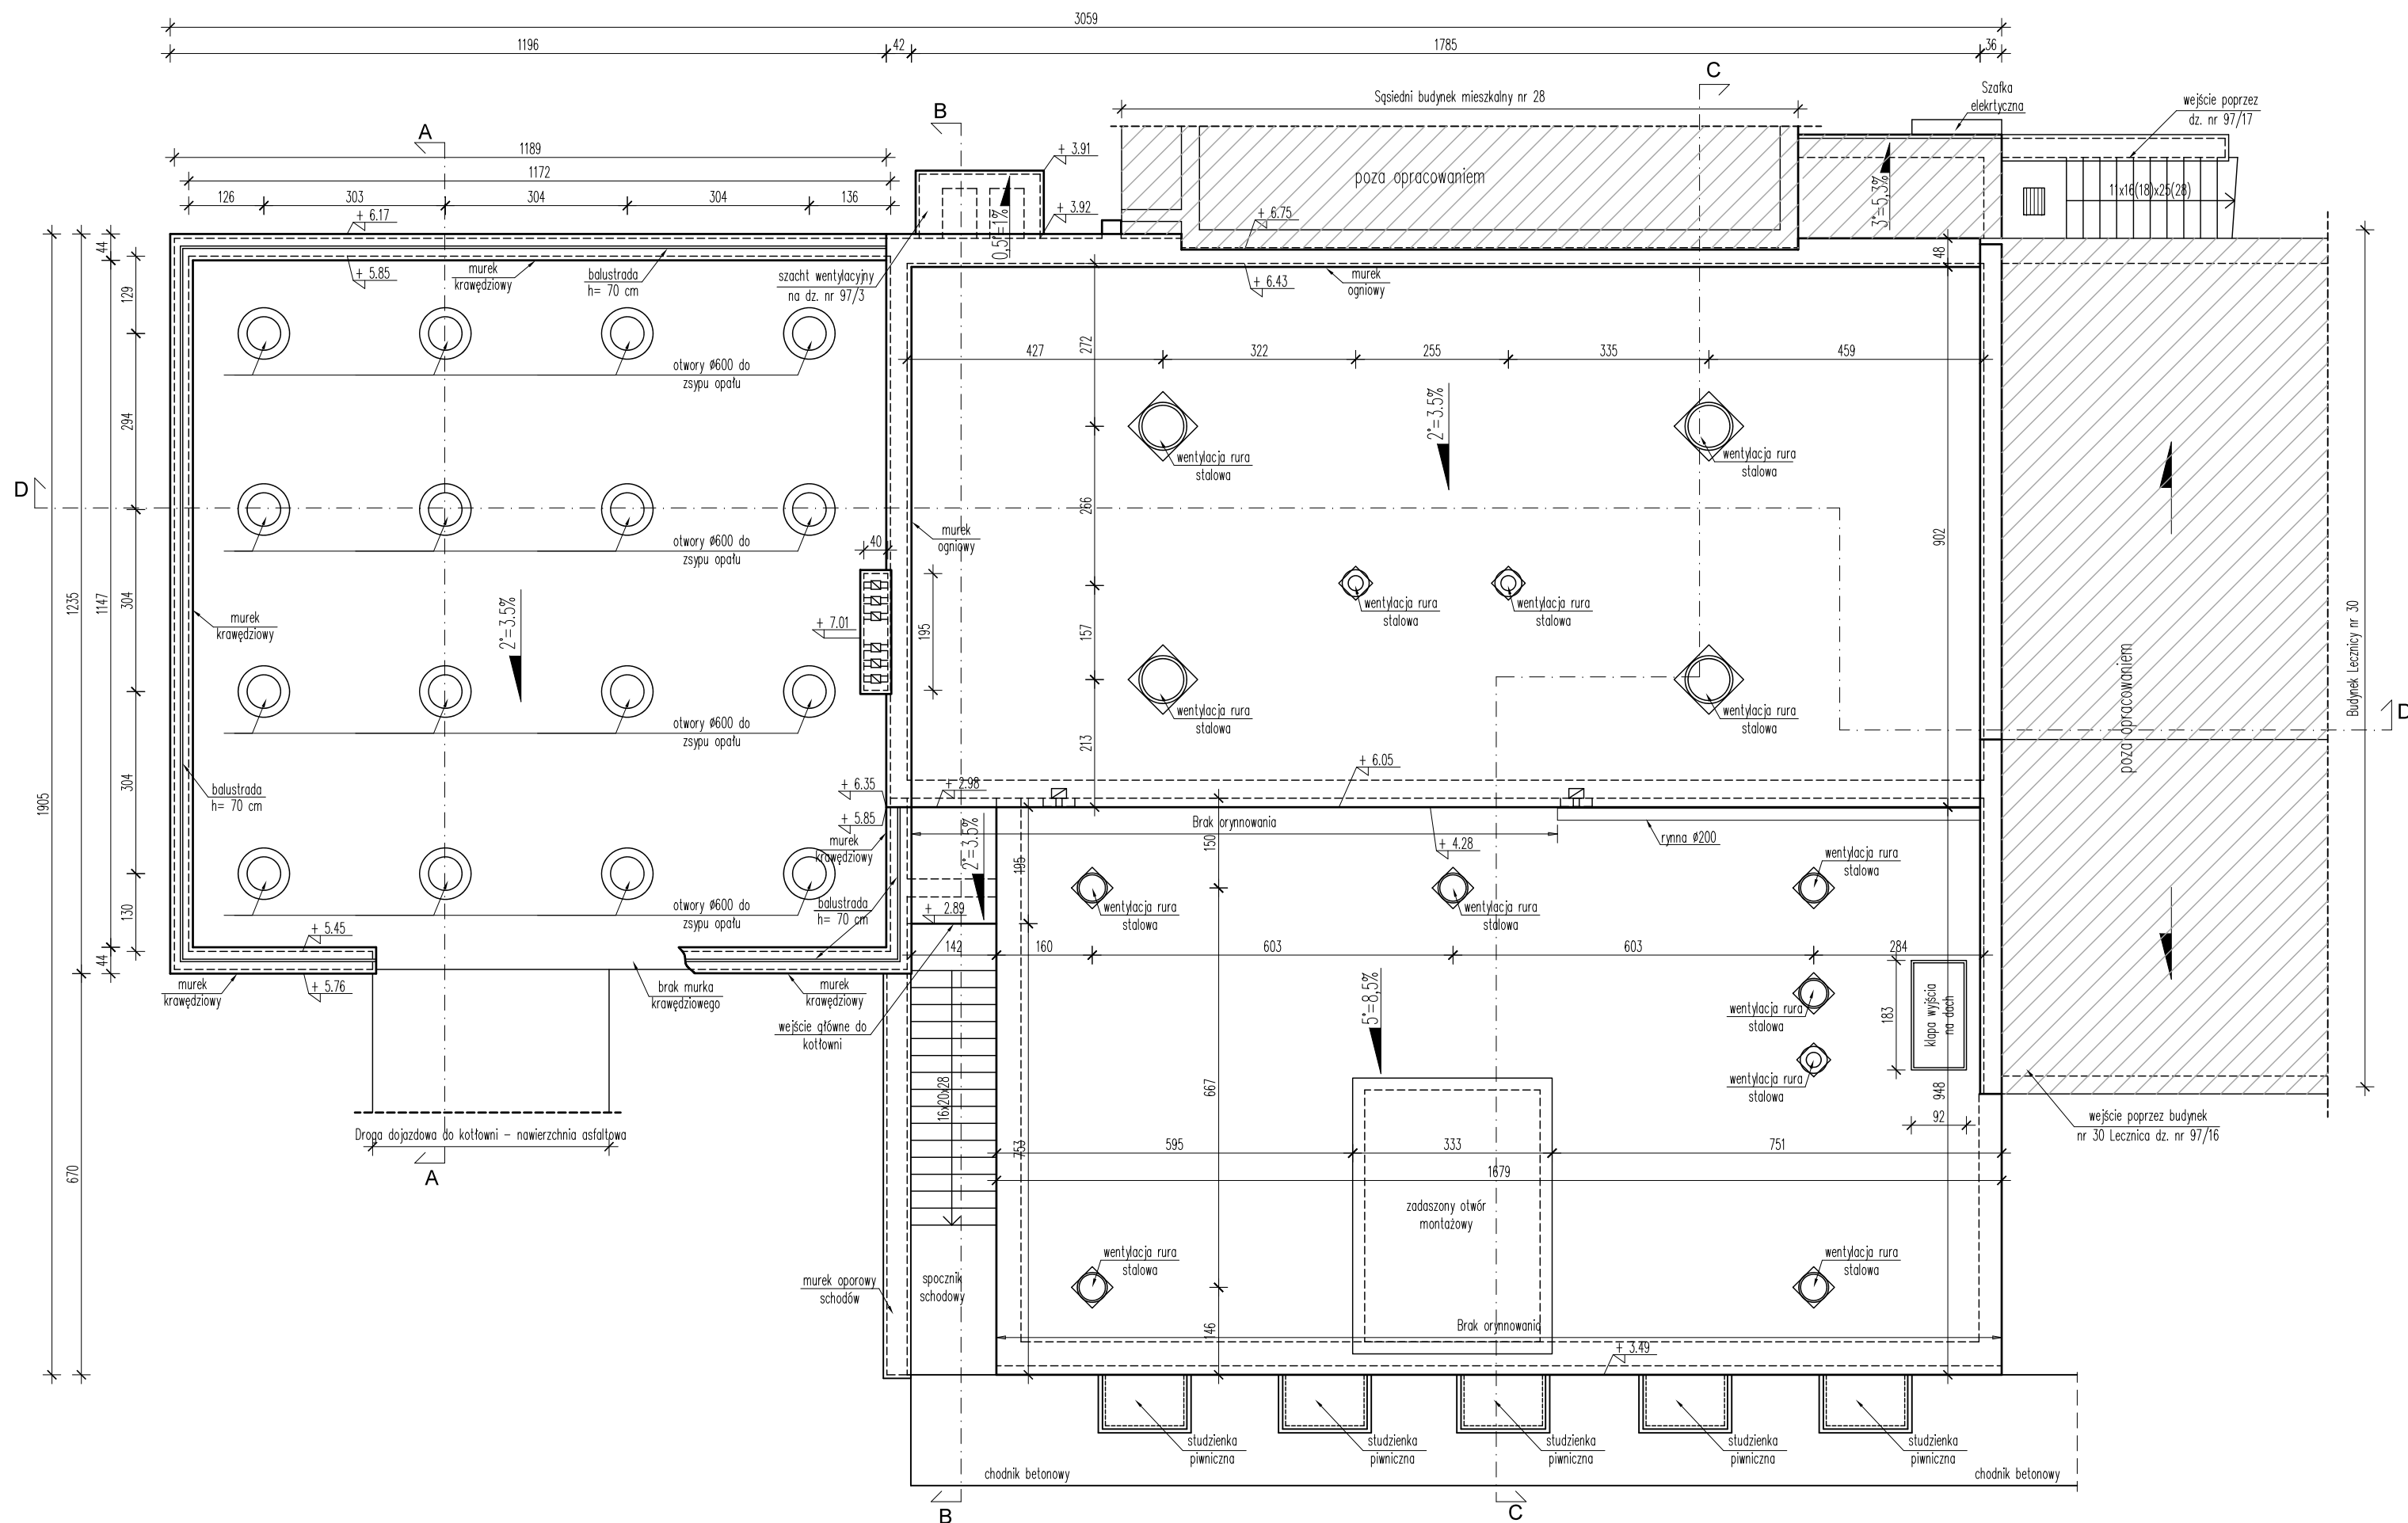 3059
1196
42
1785
36
C
Sąsiedni budynek mieszkalny nr 28
Szafka
elekrtyczna
wejście poprzez
dz. nr 97/17
B
A
1189
1172
126
303
304
304
136
+ 3.91
+ 3.92
+ 6.17
+ 6.75
poza opracowaniem
0,5°=1%
3°=5,3%
11x16(18)x25(28)
44
48
+ 5.85
murek
krawędziowy
balustrada
h= 70 cm
szacht wentylacyjny
na dz. nr 97/3
+ 6.43
murek
ogniowy
129
427
322
255
335
459
272
otwory Ø600 do
zsypu opału
2°=3.5%
294
wentylacja rura
stalowa
wentylacja rura
stalowa
D
266
murek
ogniowy
902
otwory Ø600 do
zsypu opału
40
1235
1147
304
2°=3.5%
murek
krawędziowy
+ 7.01
195
157
wentylacja rura
stalowa
wentylacja rura
stalowa
Budynek Lecznicy nr 30
poza opracowaniem
wentylacja rura
stalowa
wentylacja rura
stalowa
D
otwory Ø600 do
zsypu opału
213
1905
304
balustrada
h= 70 cm
+ 6.35
+ 2.98
+ 6.05
+ 5.85
murek
krawędziowy
2°=3.5%
195
Brak orynnowania
150
+ 4.28
rynna Ø200
wentylacja rura
stalowa
130
otwory Ø600 do
zsypu opału
balustrada
h= 70 cm
+ 2.89
wentylacja rura
stalowa
wentylacja rura
stalowa
+ 5.45
44
142
160
603
603
284
murek
krawędziowy
+ 5.76
brak murka
krawędziowego
murek
krawędziowy
wejście główne do
kotłowni
5°=8,5%
wentylacja rura
stalowa
183
klapa wyjścia
na dach
wentylacja rura
stalowa
16x20x28
667
948
92
wejście poprzez budynek
nr 30 Lecznica dz. nr 97/16
Droga dojazdowa do kotłowni - nawierzchnia asfaltowa
A
670
753
595
333
751
1679
zadaszony otwór
montażowy
wentylacja rura
stalowa
wentylacja rura
stalowa
murek oporowy
schodów
spocznik
schodowy
146
Brak orynnowania
+ 3.49
studzienka
piwniczna
studzienka
piwniczna
studzienka
piwniczna
studzienka
piwniczna
studzienka
piwniczna
chodnik betonowy
chodnik betonowy
B
C